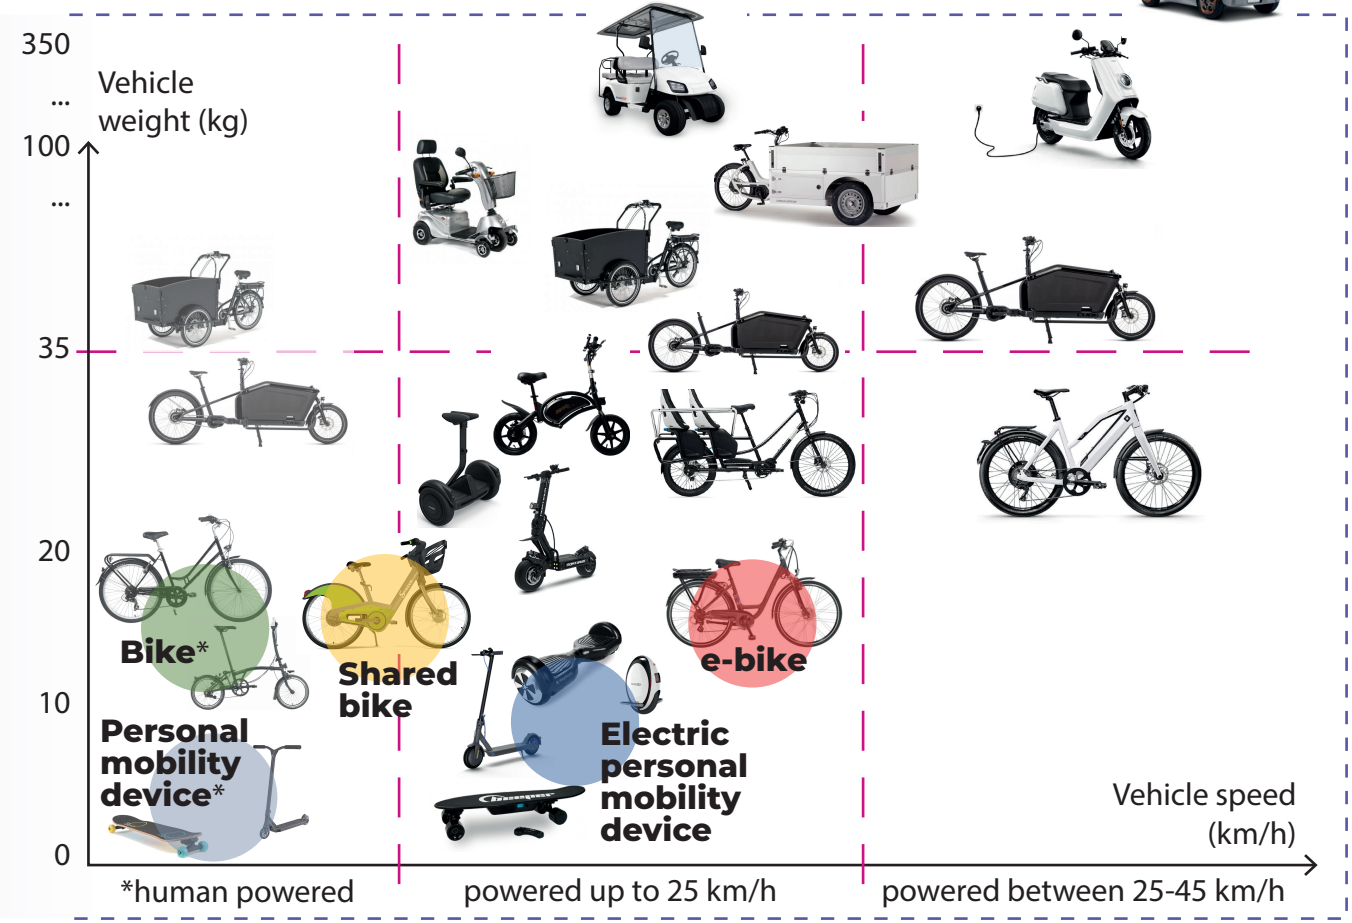 350
...
100
...
35
20
10
0
Vehicle
weight (kg)
Bike*
Shared
bike
e-bike
Personal
mobility
device*
Electric
personal
mobility
device
Vehicle speed
(km/h)
*human powered
powered up to 25 km/h
powered between 25-45 km/h